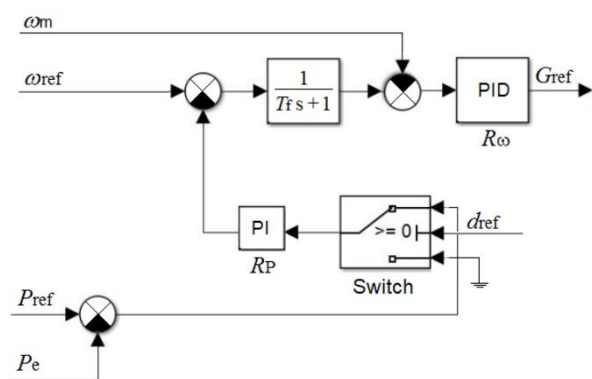 ωm
ωref
1
Tf s + 1
PID
Gref
Rω
PI
RP
>= 0
dref
Switch
Pref
Pe